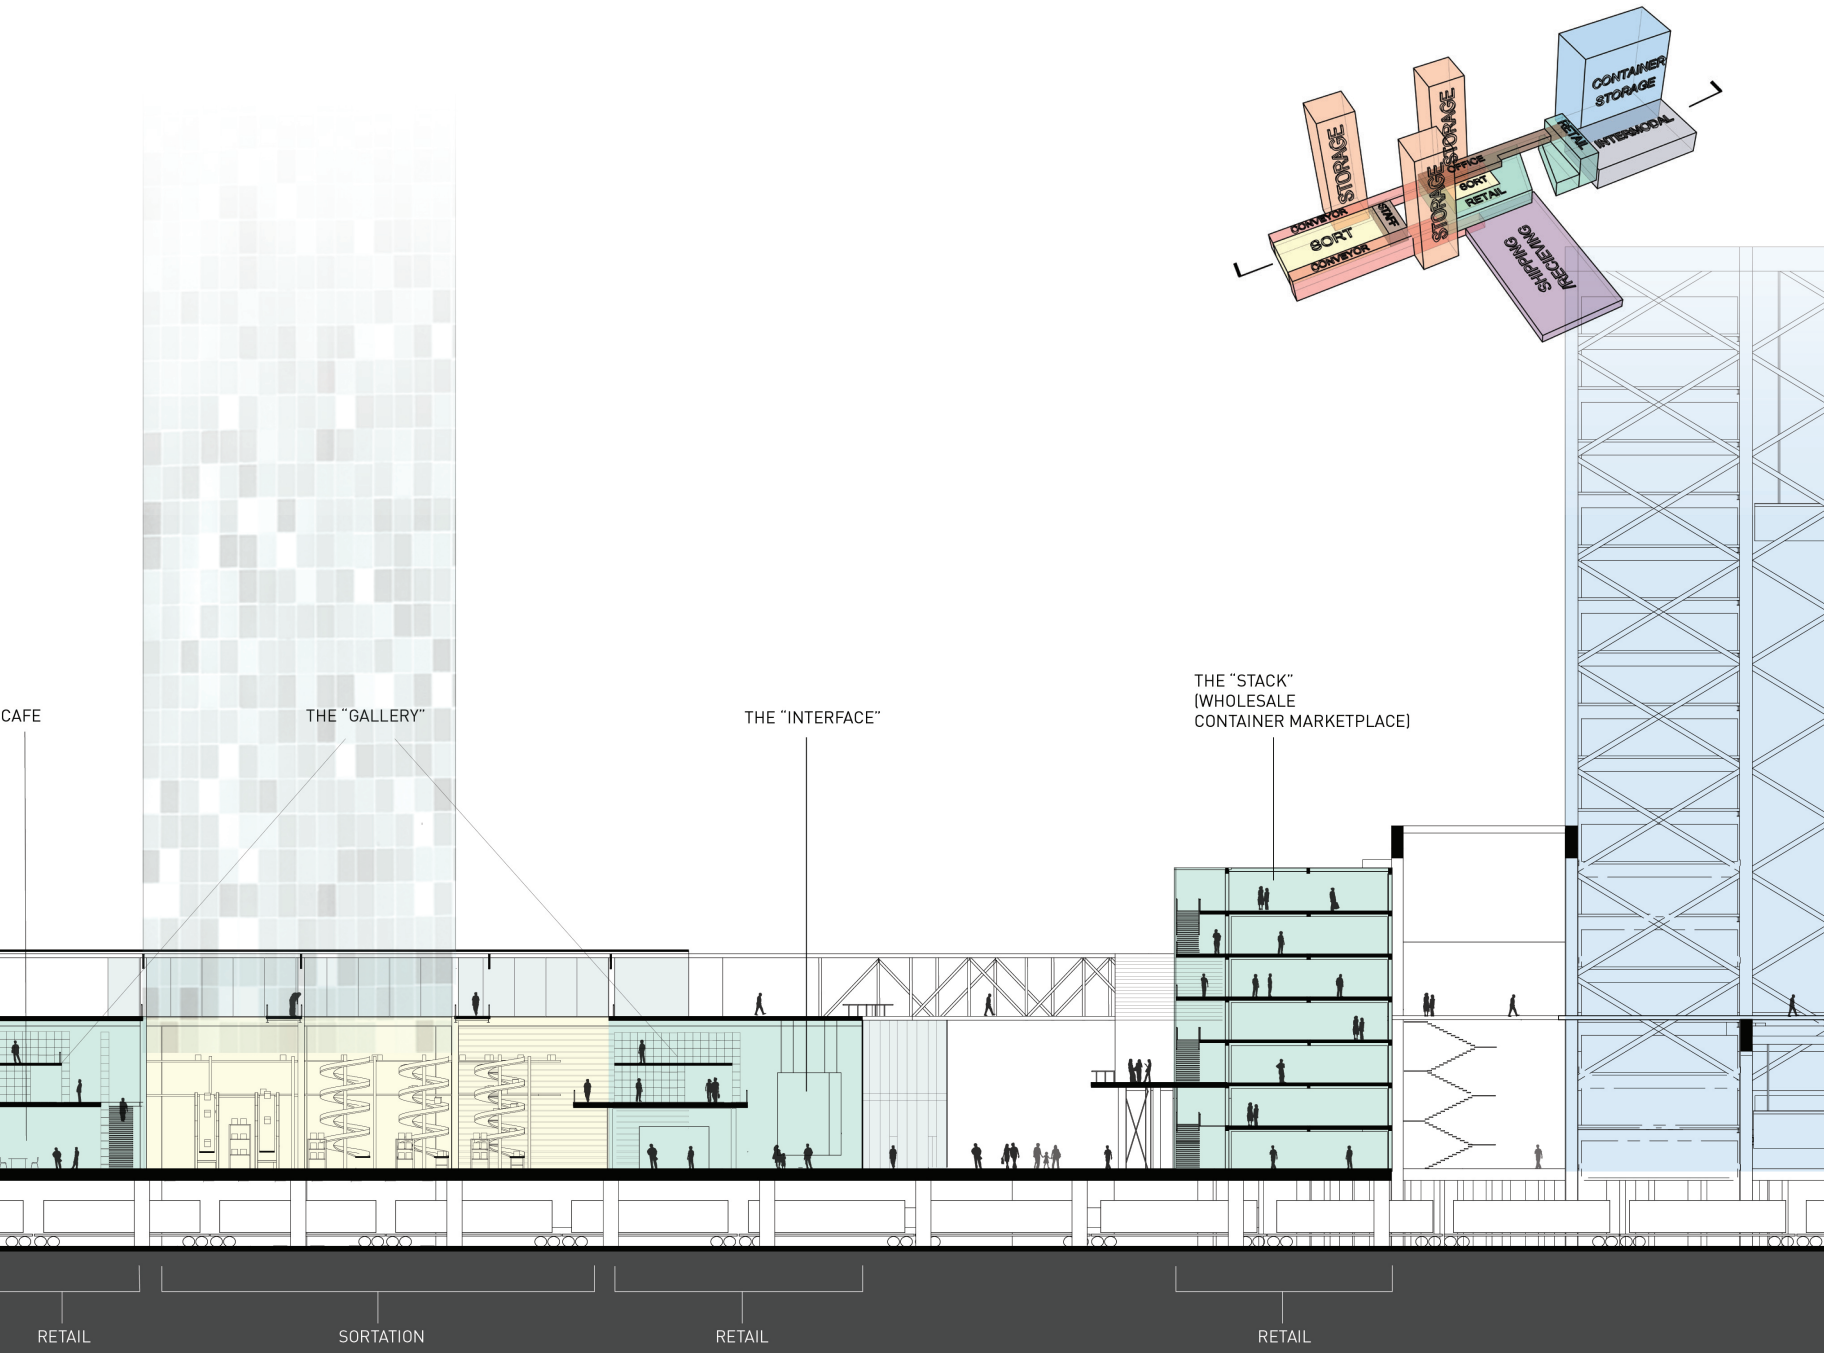 CONTAINER
STORAGE
INTERMODAL
RETAIL
STORAGE
STORAGE
STORAGE
OFFICE
SORT
RETAIL
STAFF
CONVEYOR
SORT
CONVEYOR
SHIPPING
/RECIEVING
THE “STACK”
(WHOLESALE
CONTAINER MARKETPLACE)
CAFE
THE “GALLERY”
THE “INTERFACE”
RETAIL
SORTATION
RETAIL
RETAIL